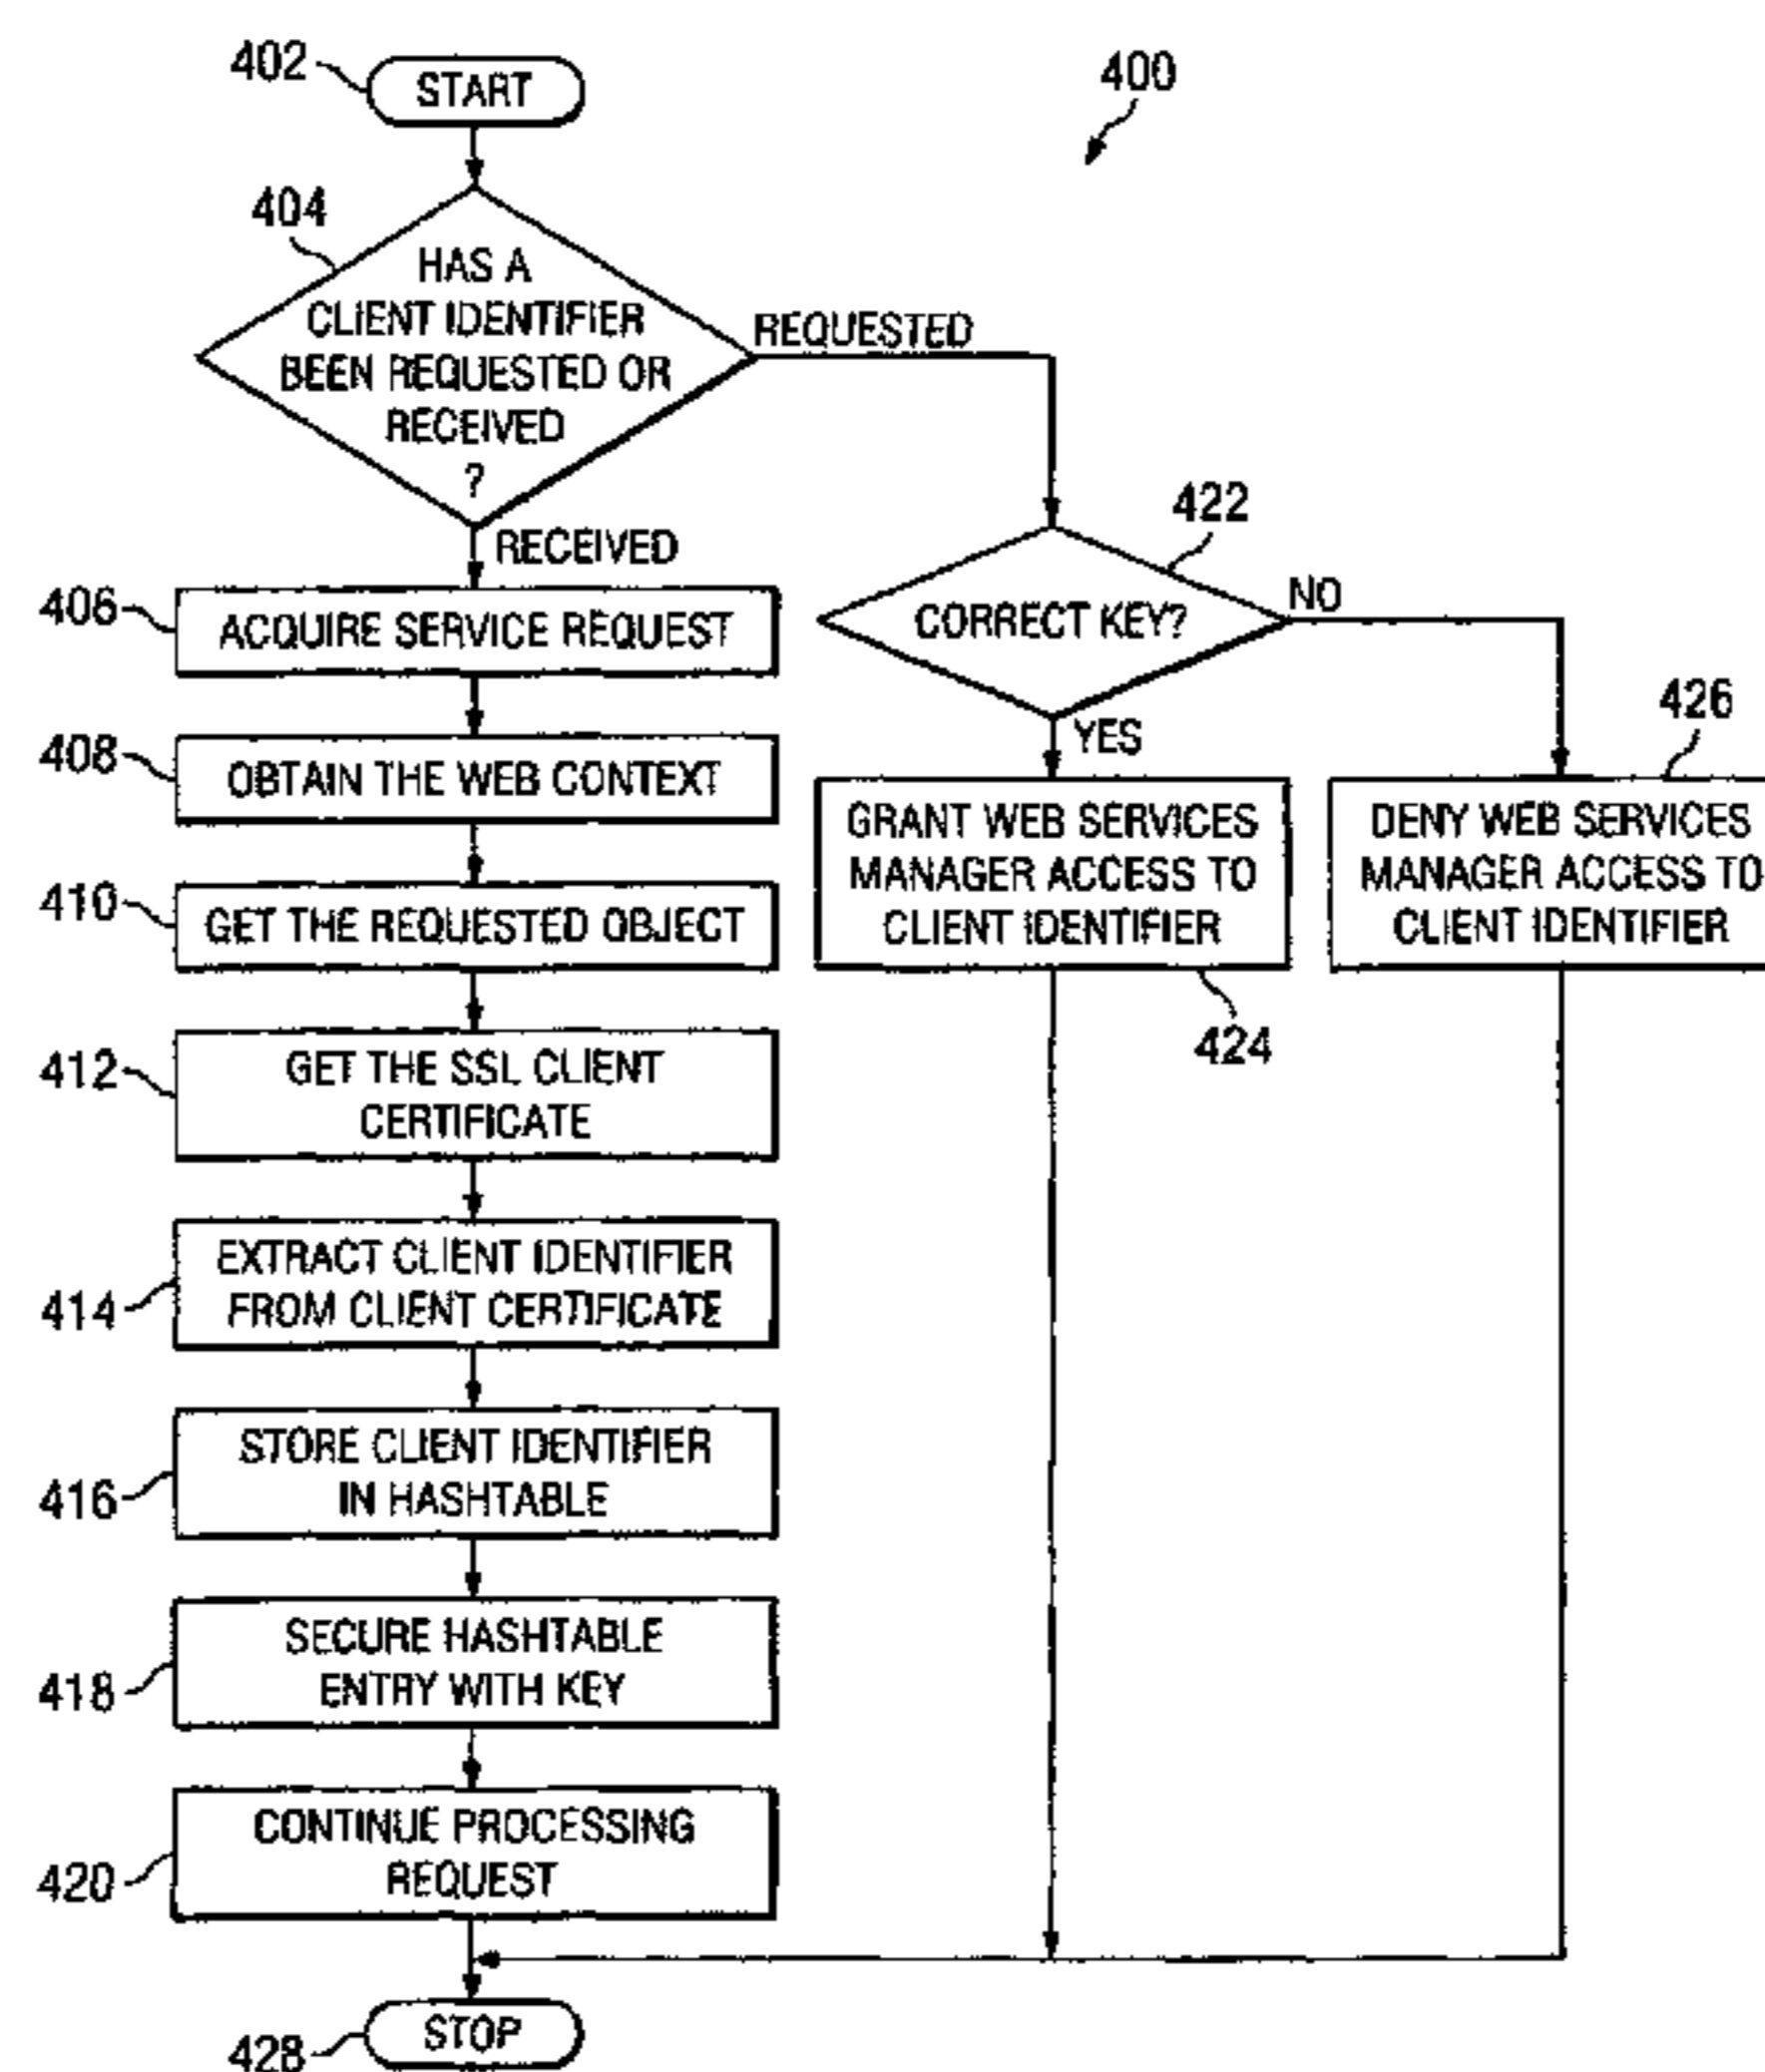 402
START
400
404
HAS A
CLIENT IDENTIFIER
BEEN REQUESTED OR
RECEIVED
?
REQUESTED
RECEIVED
406
ACQUIRE SERVICE REQUEST
422
CORRECT KEY?
NO
YES
408
OBTAIN THE WEB CONTEXT
426
410
GET THE REQUESTED OBJECT
GRANT WEB SERVICES
MANAGER ACCESS TO
CLIENT IDENTIFIER
DENY WEB SERVICES
MANAGER ACCESS TO
CLIENT IDENTIFIER
424
412
GET THE SSL CLIENT
CERTIFICATE
414
EXTRACT CLIENT IDENTIFIER
FROM CLIENT CERTIFICATE
416
STORE CLIENT IDENTIFIER
IN HASHTABLE
418
SECURE HASHTABLE
ENTRY WITH KEY
420
CONTINUE PROCESSING
REQUEST
428
STOP